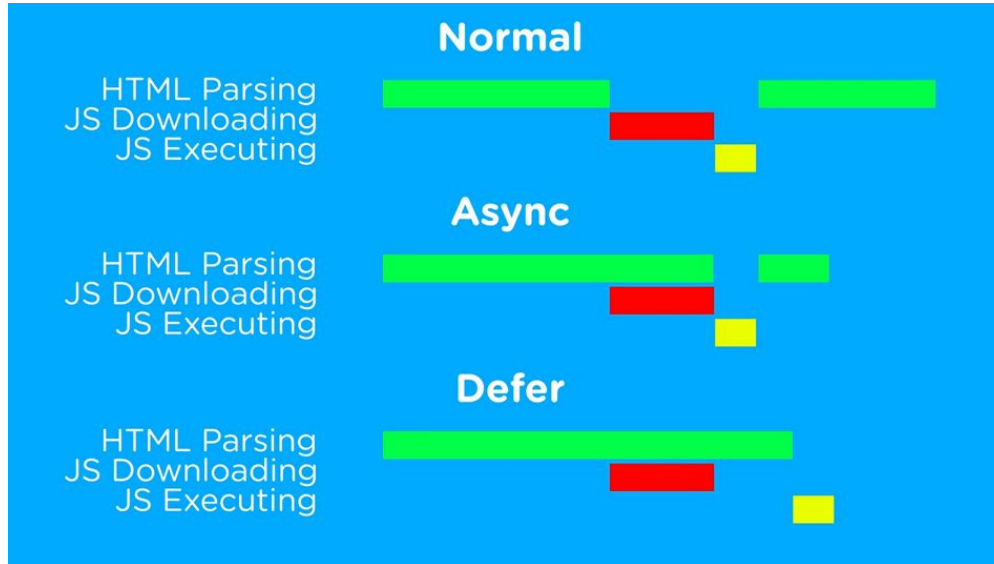 Normal
HTML Parsing
JS Downloading
JS Executing
Async
HTML Parsing
JS Downloading
JS Executing
Defer
HTML Parsing
JS Downloading
JS Executing